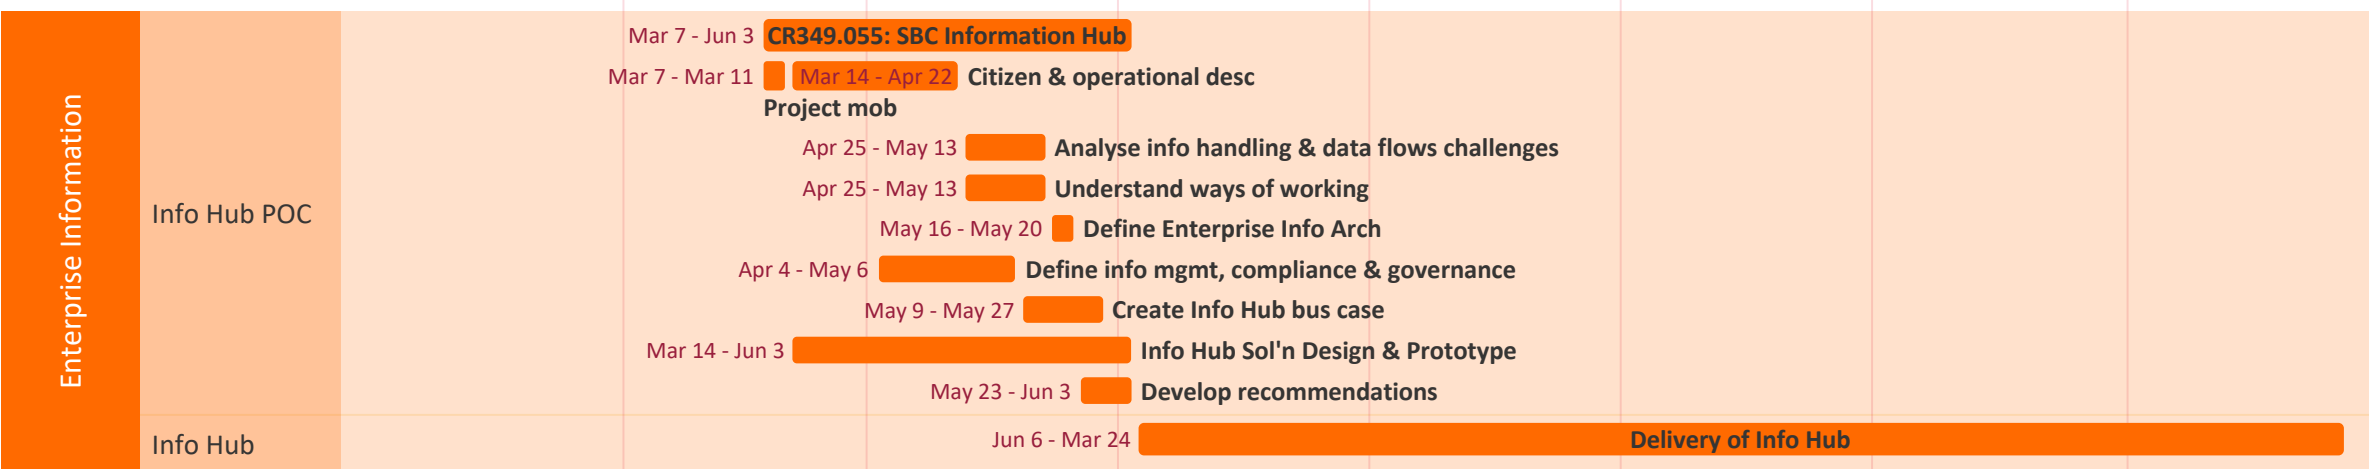 Enterprise Information
Info Hub POC
Mar 7 - Jun 3 CR349.055: SBC Information Hub
Mar 7 - Mar 11 Mar 14 - Apr 22 Citizen & operational desc
Project mob
Apr 25 - May 13 Analyse info handling & data flows challenges
Apr 25 - May 13 Understand ways of working
May 16 - May 20 Define Enterprise Info Arch
Apr 4 - May 6 Define info mgmt, compliance & governance
May 9 - May 27 Create Info Hub bus case
Mar 14 - Jun 3 Info Hub Sol'n Design & Prototype
May 23 - Jun 3 Develop recommendations
Info Hub
Jun 6 - Mar 24 Delivery of Info Hub